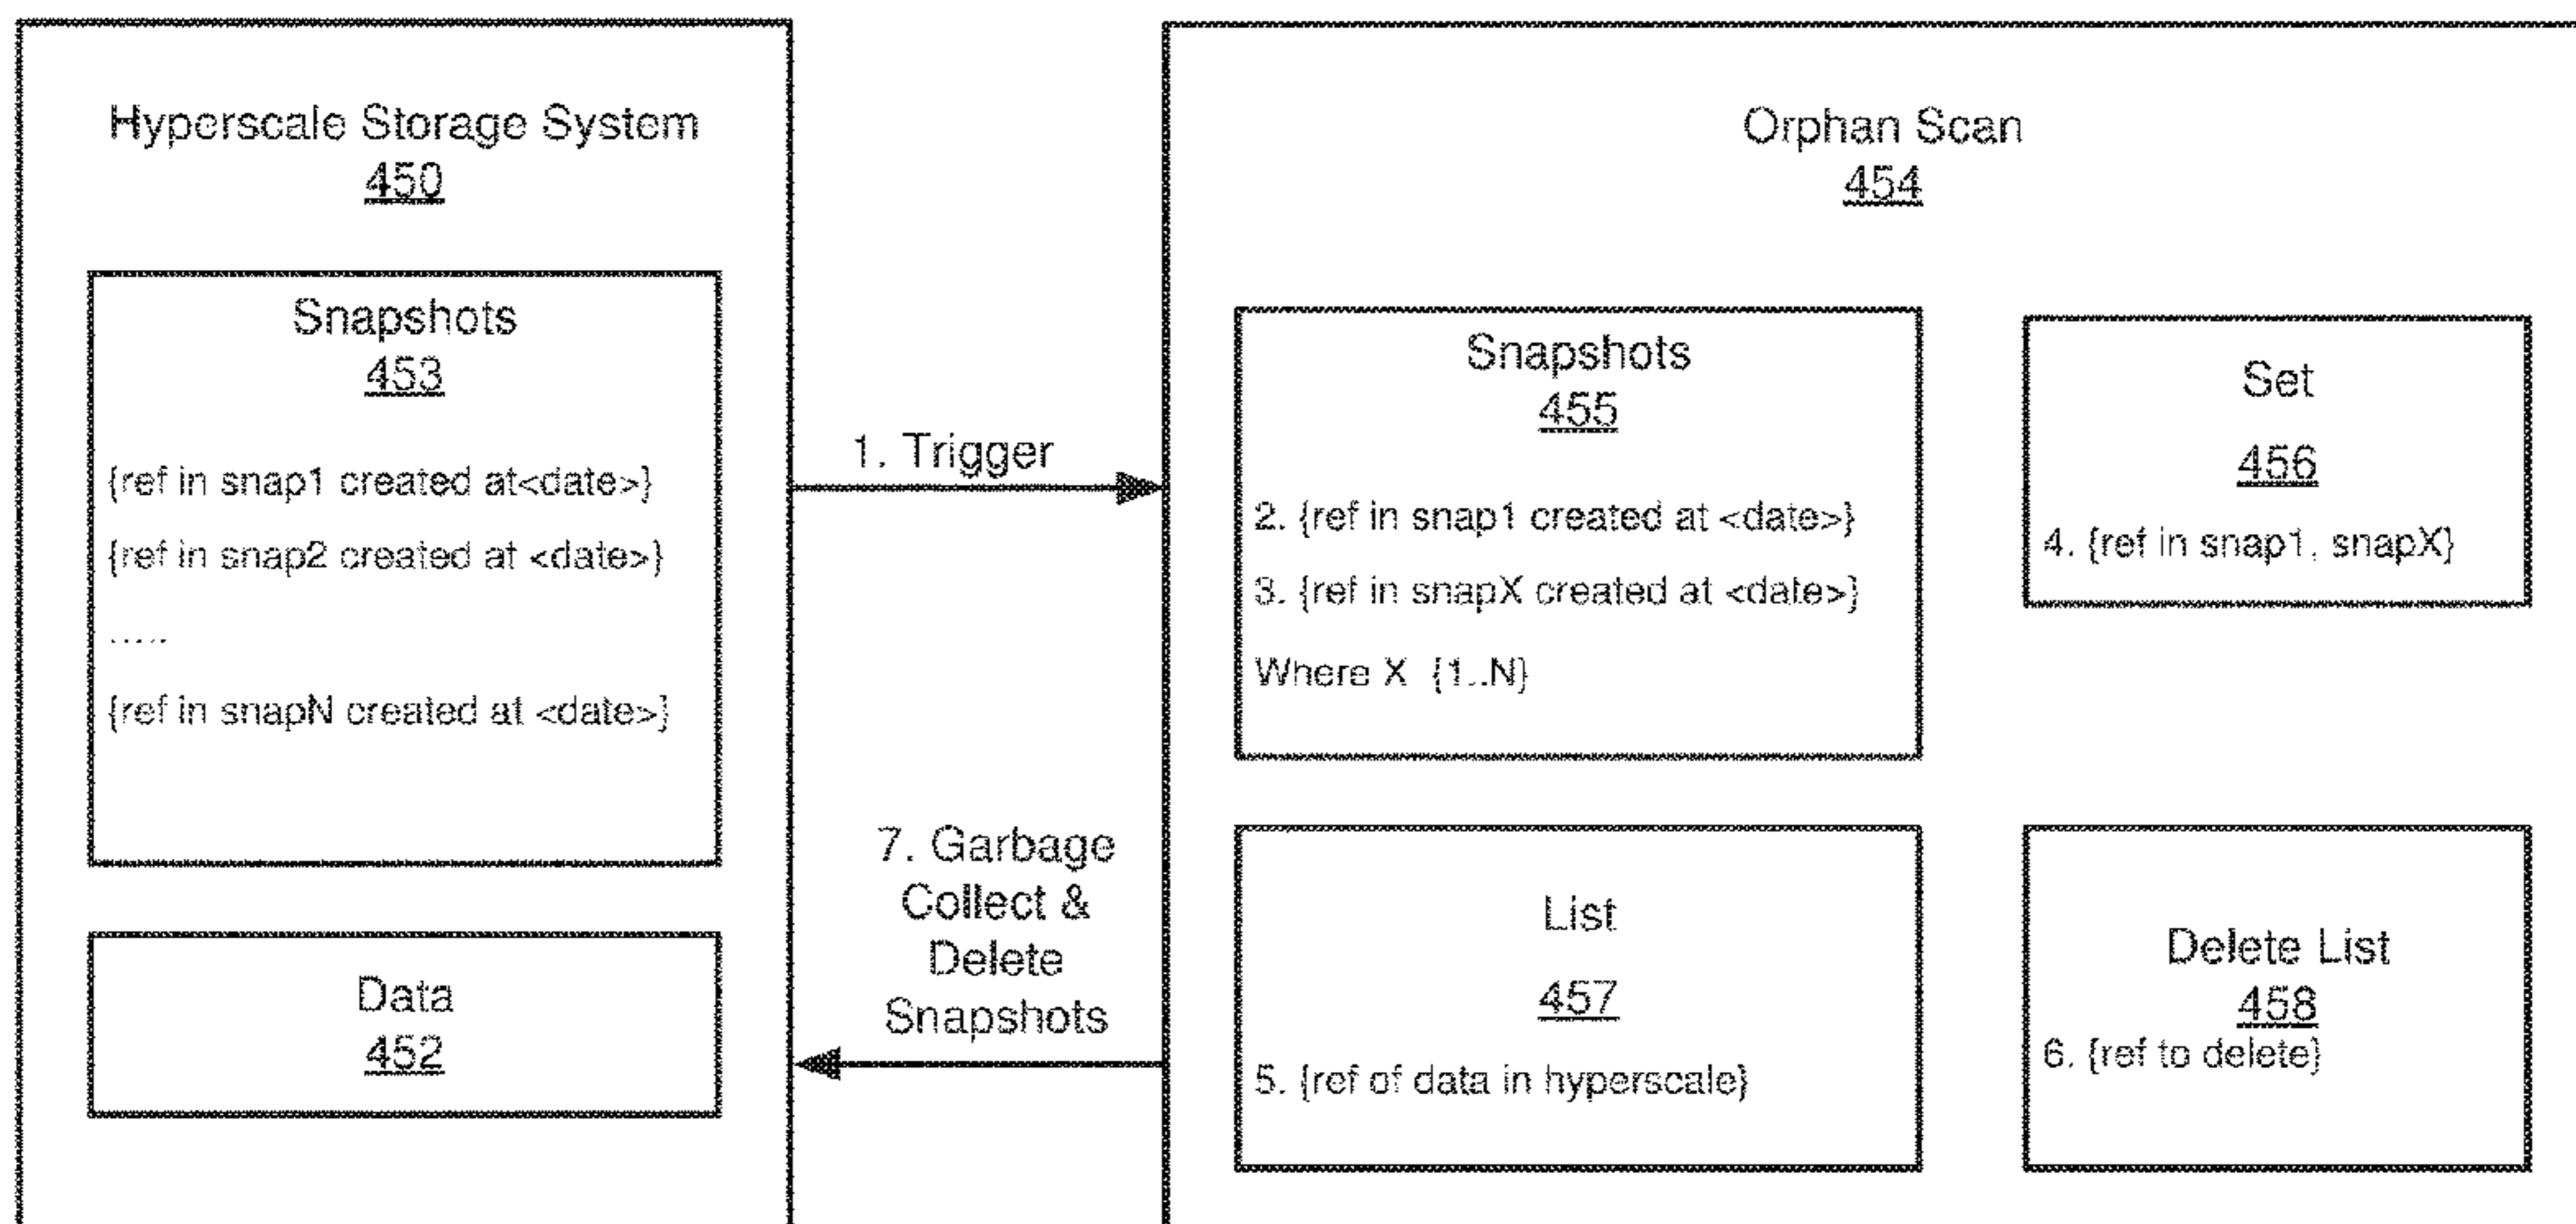 Hyperscale Storage System
450
Snapshots
453
{ref in snap1 created at<date>}
{ref in snap2 created at <date>}
.....
{ref in snapN created at <date>}
Data
452
1. Trigger
7. Garbage
Collect &
Delete
Snapshots
Orphan Scan
454
Snapshots
455
2. {ref in snap1 created at <date>}
3. {ref in snapX created at <date>}
Where X {1..N}
Set
456
4. {ref in snap1, snapX}
List
457
5. {ref of data in hyperscale}
Delete List
458
6. {ref to delete}